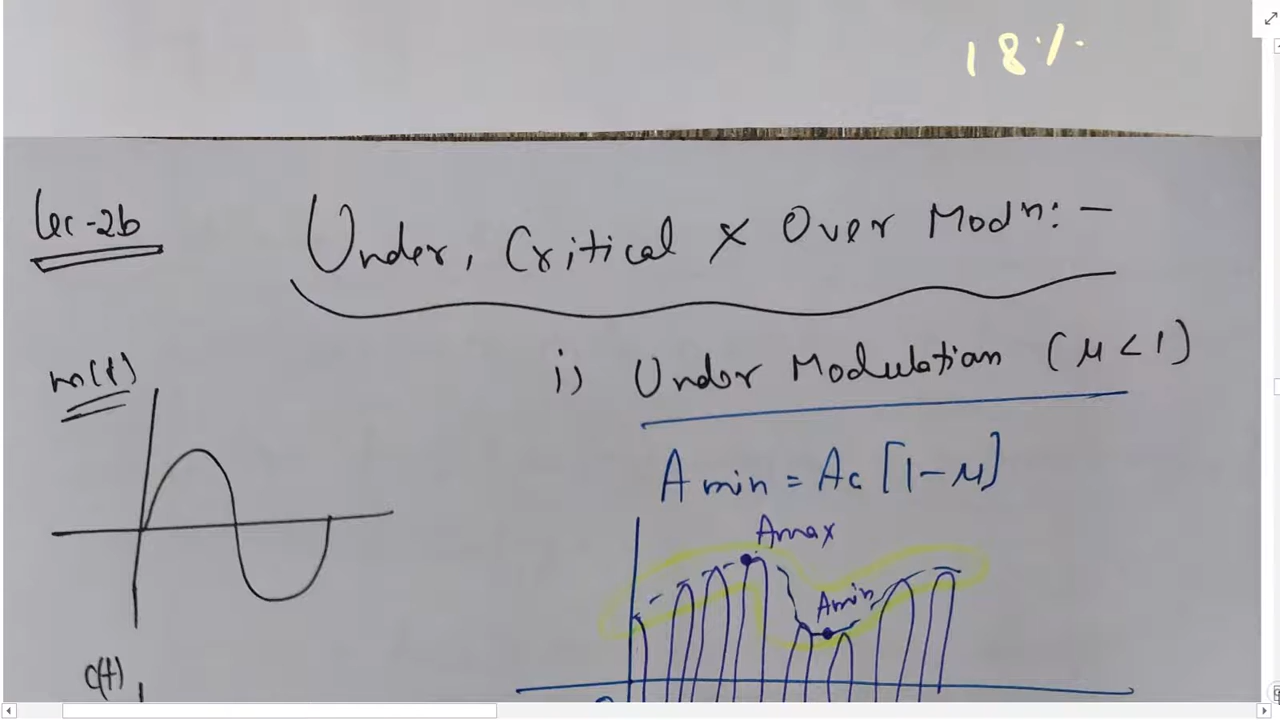 18%
Lec-2b
Under, Critical & Over Modn:-
m(t)
i) Under Modulation (μ<1)
Amin = Ac [1-μ]
Amax
Amin
c(t)